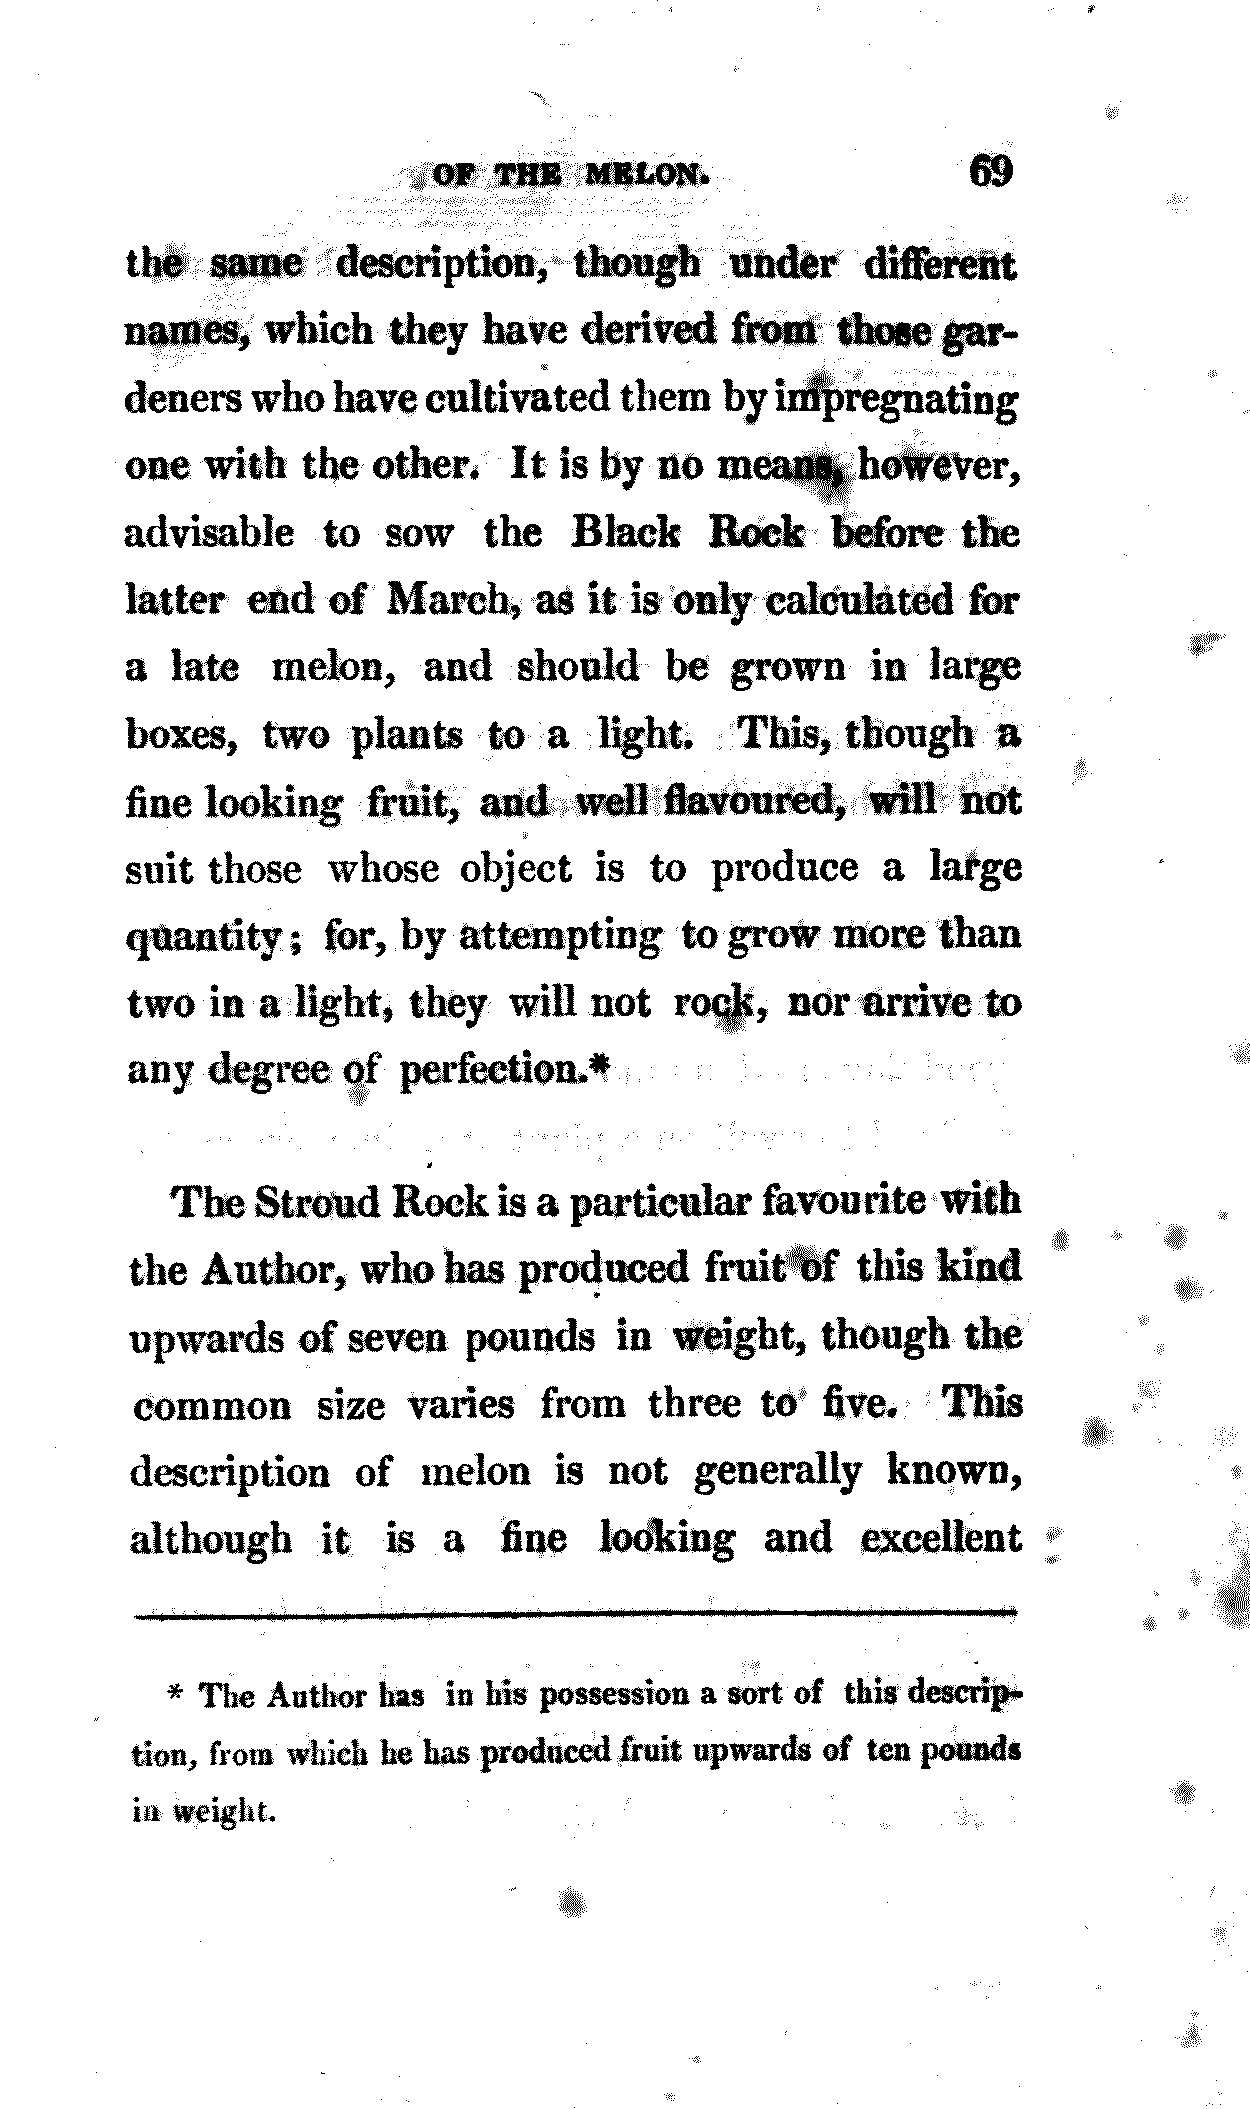 OF THE MELON. 69
the same description, though under different
names, which they have derived from those gar-
deners who have cultivated them by impregnating
one with the other. It is by no means, however,
advisable to sow the Black Rock before the
latter end of March, as it is only calculated for
a late melon, and should be grown in large
boxes, two plants to a light. This, though a
fine looking fruit, and well flavoured, will not
suit those whose object is to produce a large
quantity; for, by attempting to grow more than
two in a light, they will not rock, nor arrive to
any degree of perfection.*
The Stroud Rock is a particular favourite with
the Author, who has produced fruit of this kind
upwards of seven pounds in weight, though the
common size varies from three to five. This
description of melon is not generally known,
although it is a fine looking and excellent
* The Author has in his possession a sort of this descrip-
tion, from which he has produced fruit upwards of ten pounds
in weight.